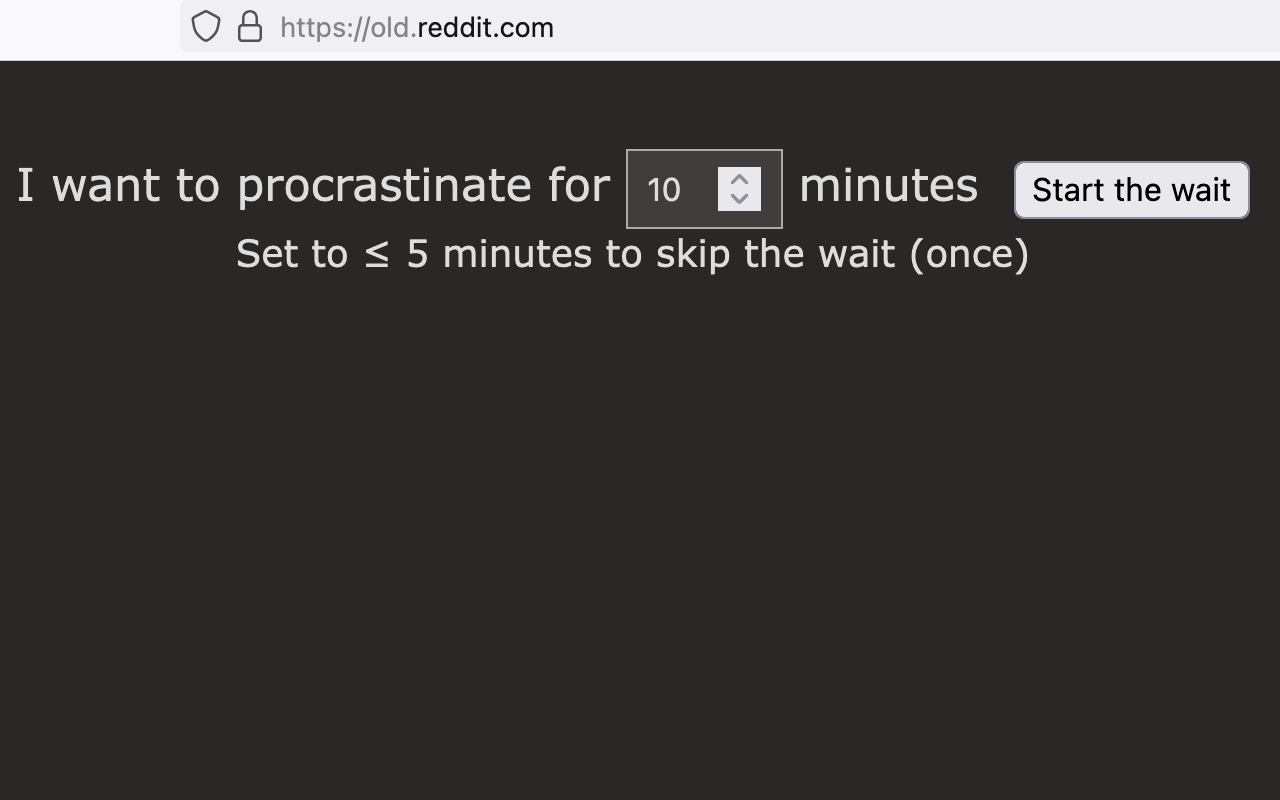 https://old.reddit.com
I want to procrastinate for 10 minutes Start the wait
Set to ≤ 5 minutes to skip the wait (once)